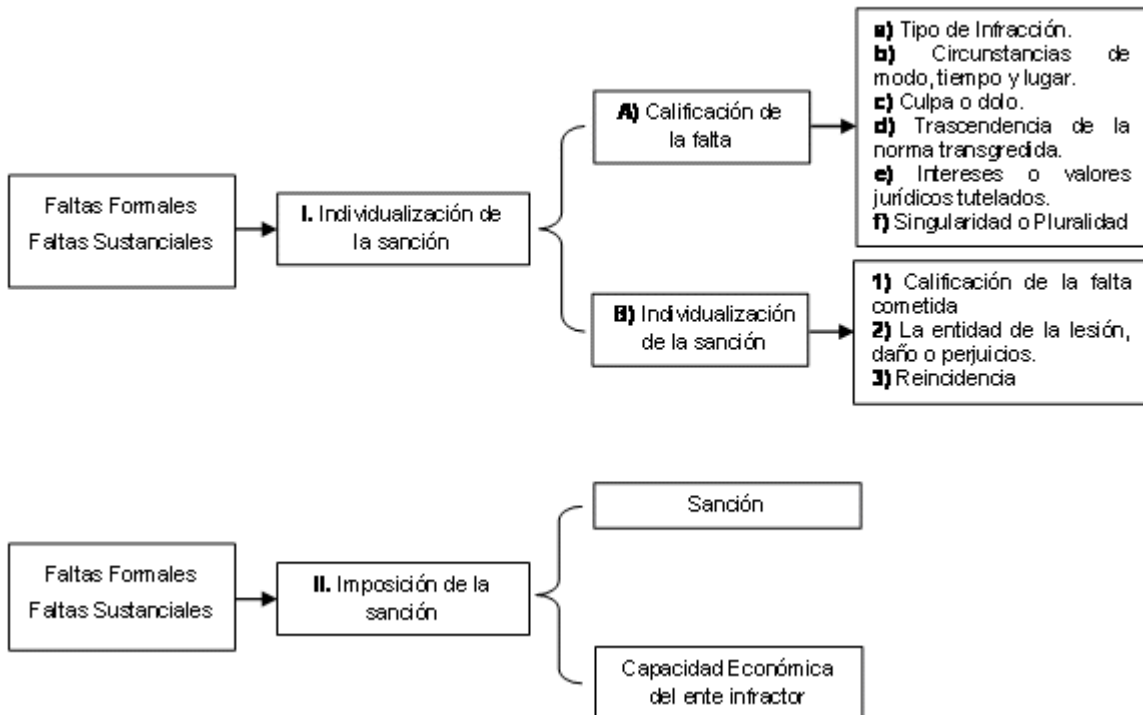 Faltas Formales
Faltas Sustanciales
I. Individualización de
la sanción
A) Calificación de
la falta
a) Tipo de Infracción.
b) Circunstancias de
modo, tiempo y lugar.
c) Culpa o dolo.
d) Trascendencia de la
norma transgredida.
e) Intereses o valores
jurídicos tutelados.
f) Singularidad o Pluralidad
B) Individualización
de la sanción
1) Calificación de la falta
cometida
2) La entidad de la lesión,
daño o perjuicios.
3) Reincidencia
Faltas Formales
Faltas Sustanciales
II. Imposición de la
sanción
Sanción
Capacidad Económica
del ente infractor